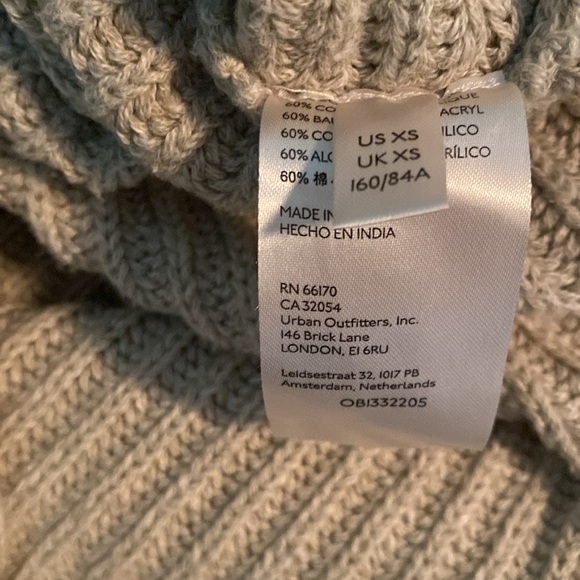 60% CO
60% BA
60% CO
60% ALG
60% 棉
ACRYL
ÍLICO
RÍLICO
US XS
UK XS
160/84A
MADE IN
HECHO EN INDIA
RN 66170
CA 32054
Urban Outfitters, Inc.
146 Brick Lane
LONDON, E1 6RU
Leidsestraat 32, 1017 PB
Amsterdam, Netherlands
OB1332205